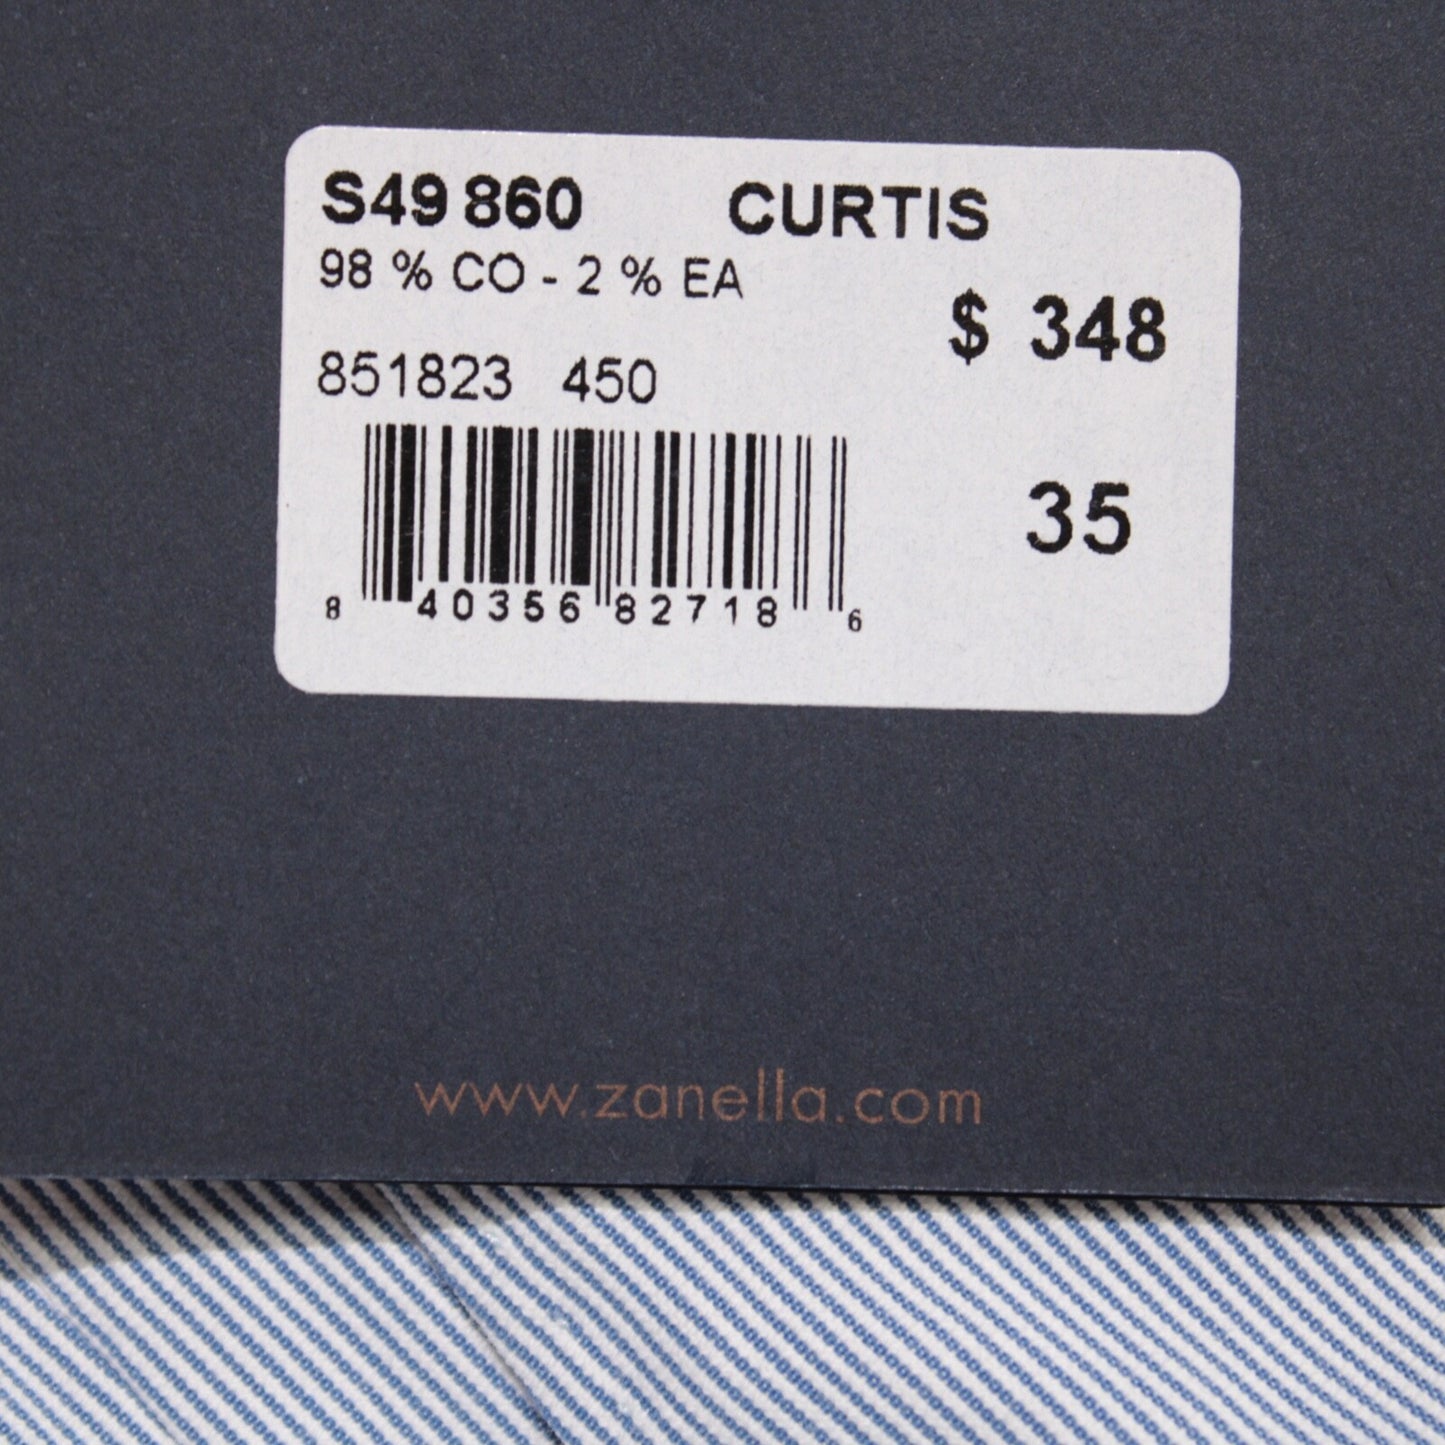 S49 860 CURTIS
98 % CO - 2 % EA
$ 348
851823 450
35
8 40356 82718 6
www.zanella.com